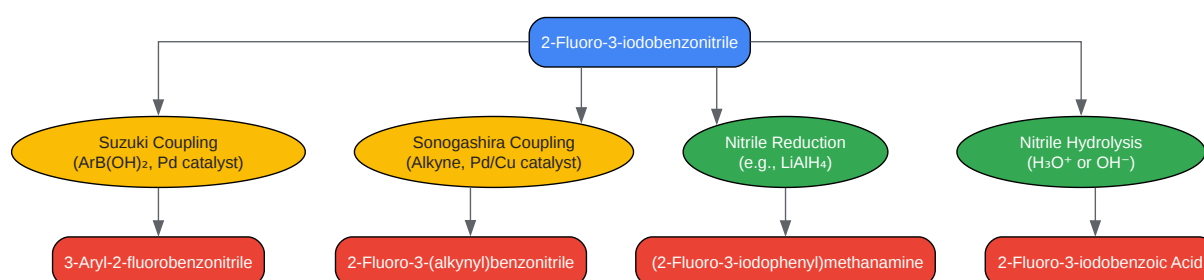 2-Fluoro-3-iodobenzonitrile
Suzuki Coupling
(ArB(OH)₂, Pd catalyst)
Sonogashira Coupling
(Alkyne, Pd/Cu catalyst)
Nitrile Reduction
(e.g., LiAlH₄)
Nitrile Hydrolysis
(H₃O⁺ or OH⁻)
3-Aryl-2-fluorobenzonitrile
2-Fluoro-3-(alkynyl)benzonitrile
(2-Fluoro-3-iodophenyl)methanamine
2-Fluoro-3-iodobenzoic Acid